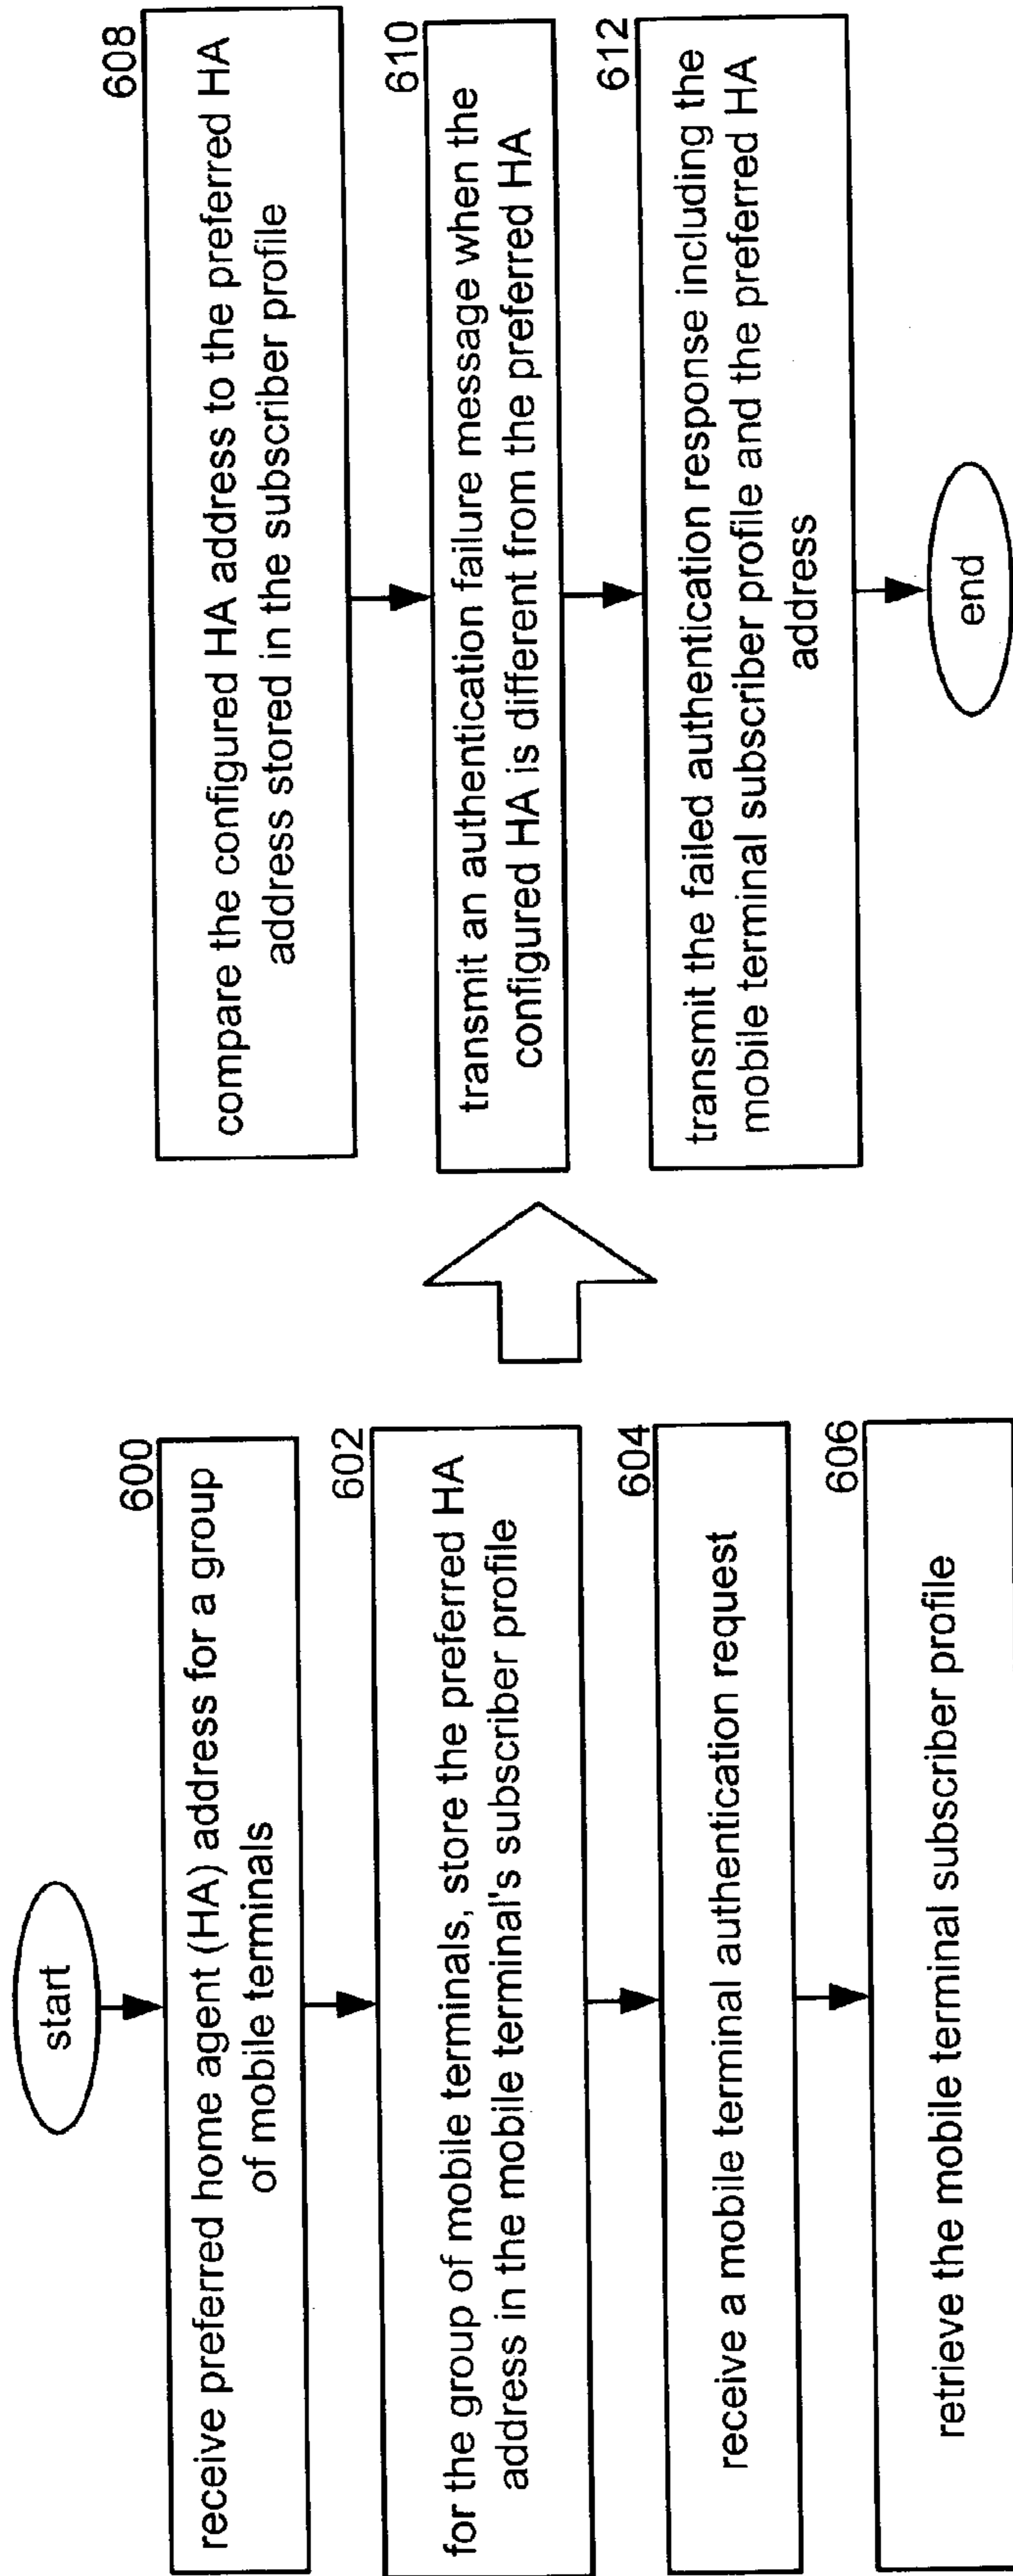 start
600
receive preferred home agent (HA) address for a group
of mobile terminals
602
for the group of mobile terminals, store the preferred HA
address in the mobile terminal's subscriber profile
604
receive a mobile terminal authentication request
606
retrieve the mobile terminal subscriber profile
608
compare the configured HA address to the preferred HA
address stored in the subscriber profile
610
transmit an authentication failure message when the
configured HA is different from the preferred HA
612
transmit the failed authentication response including the
mobile terminal subscriber profile and the preferred HA
address
end